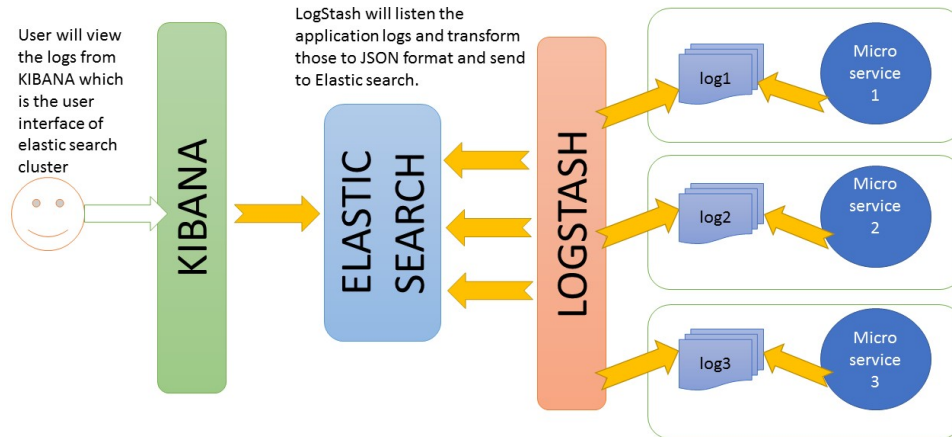 User will view
the logs from
KIBANA which
is the user
interface of
elastic search
cluster
LogStash will listen the
application logs and transform
those to JSON format and send
to Elastic search.
KIBANA
ELASTIC
SEARCH
LOGSTASH
log1
Micro
service
1
log2
Micro
service
2
log3
Micro
service
3